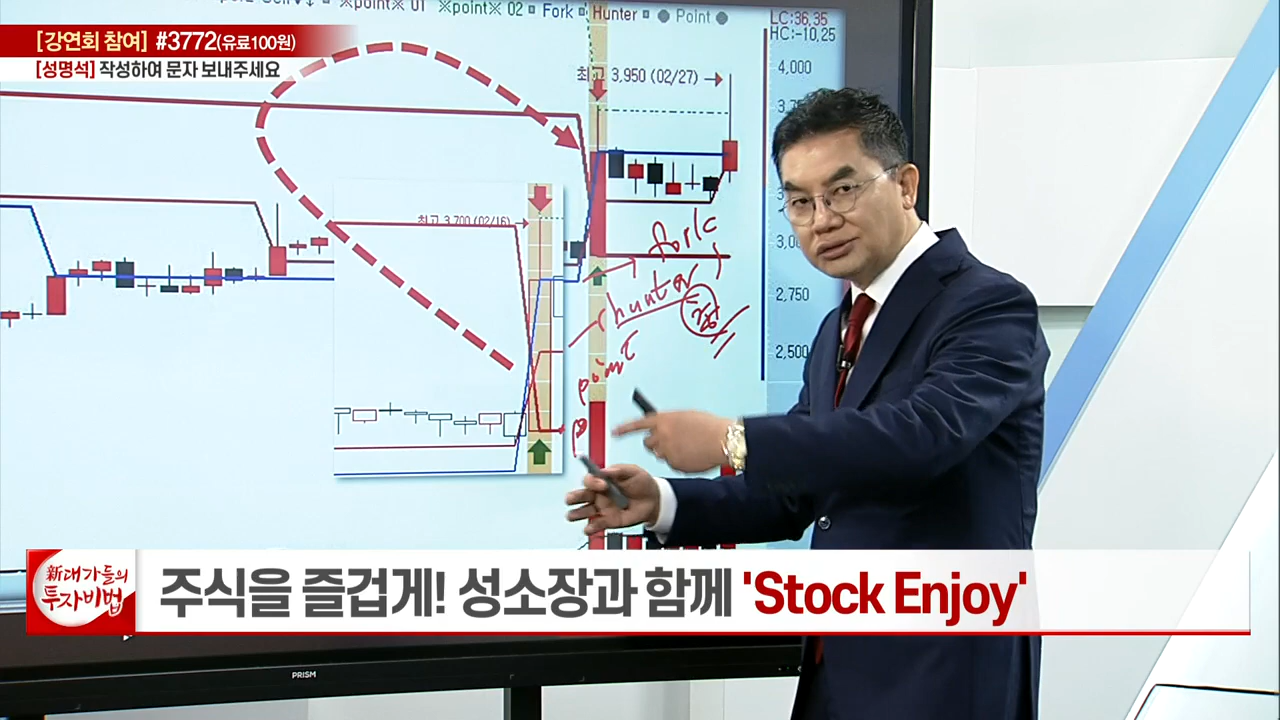 ※point※ 01 ※point※ 02 Fork Hunter Point
LC:36,35
HC:-10,25
[강연회 참여] #3772(유료100원)
[성명석] 작성하여 문자 보내주세요
최고 3,950 (02/27)
4,000
최고 3,700 (02/16)
fork
hunter
point
2,750
2,500
新대가들의
투자비법
주식을 즐겁게! 성소장과 함께 'Stock Enjoy'
PRISM